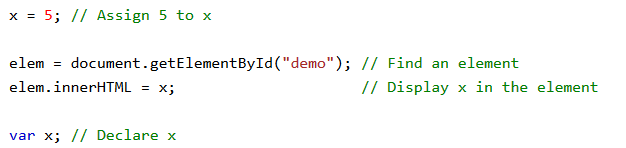 x = 5; // Assign 5 to x
elem = document.getElementById("demo"); // Find an element
elem.innerHTML = x;                     // Display x in the element
var x; // Declare x